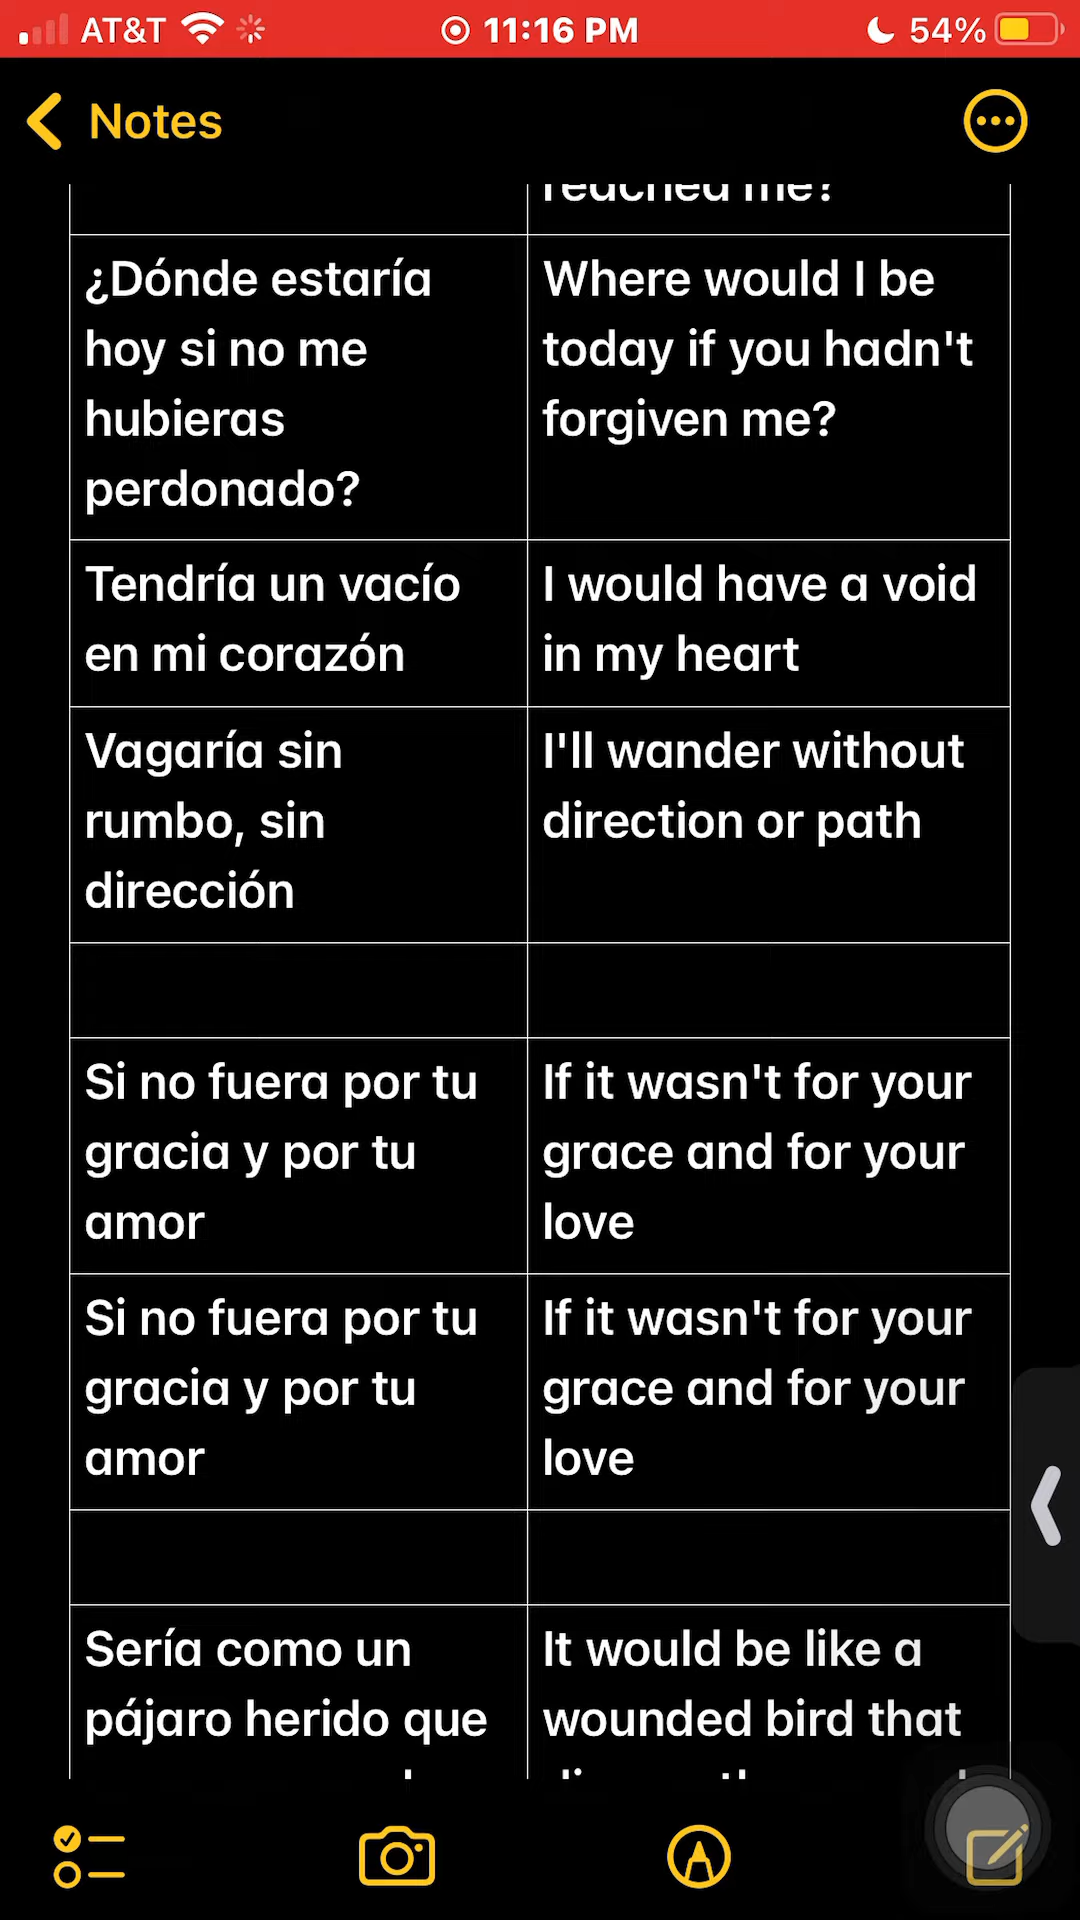 AT&T 11:16 PM 54%
Notes
reached me?
¿Dónde estaría
hoy si no me
hubieras
perdonado?
Where would I be
today if you hadn't
forgiven me?
Tendría un vacío
en mi corazón
I would have a void
in my heart
Vagaría sin
rumbo, sin
dirección
I'll wander without
direction or path
Si no fuera por tu
gracia y por tu
amor
If it wasn't for your
grace and for your
love
Si no fuera por tu
gracia y por tu
amor
If it wasn't for your
grace and for your
love
Sería como un
pájaro herido que
It would be like a
wounded bird that